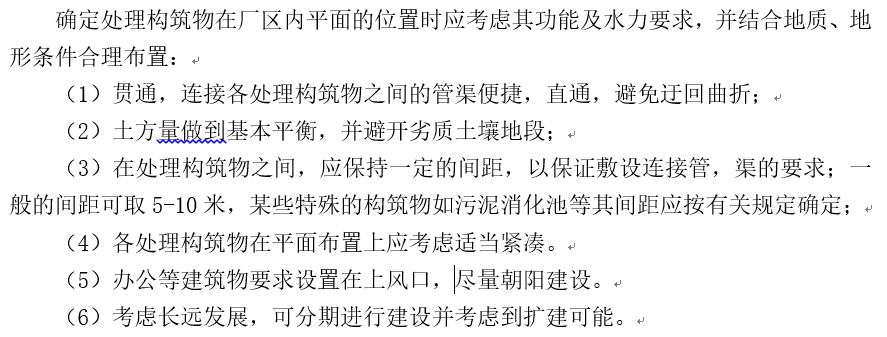 确定处理构筑物在厂区内平面的位置时应考虑其功能及水力要求，并结合地质、地
形条件合理布置：
（1）贯通，连接各处理构筑物之间的管渠便捷，直通，避免迂回曲折；
（2）土方量做到基本平衡，并避开劣质土壤地段；
（3）在处理构筑物之间，应保持一定的间距，以保证敷设连接管，渠的要求；一
般的间距可取 5-10 米，某些特殊的构筑物如污泥消化池等其间距应按有关规定确定；
（4）各处理构筑物在平面布置上应考虑适当紧凑。
（5）办公等建筑物要求设置在上风口，尽量朝阳建设。
（6）考虑长远发展，可分期进行建设并考虑到扩建可能。